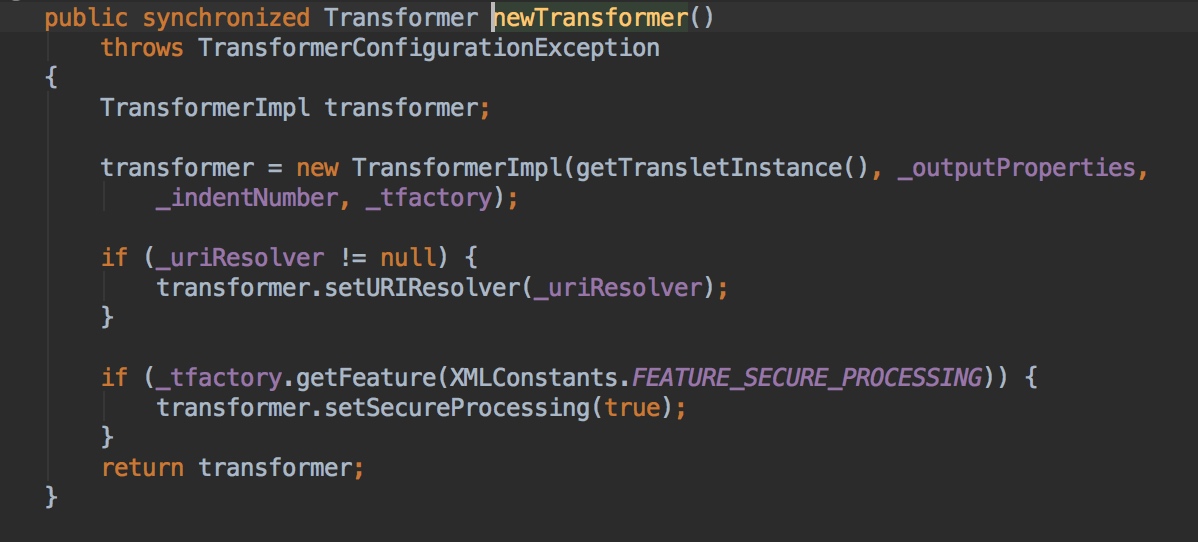 public synchronized Transformer newTransformer()
throws TransformerConfigurationException
{
TransformerImpl transformer;
transformer = new TransformerImpl(getTransletInstance(), _outputProperties,
_indentNumber, _tfactory);
if (_uriResolver != null) {
transformer.setURIResolver(_uriResolver);
}
if (_tfactory.getFeature(XMLConstants.FEATURE_SECURE_PROCESSING)) {
transformer.setSecureProcessing(true);
}
return transformer;
}